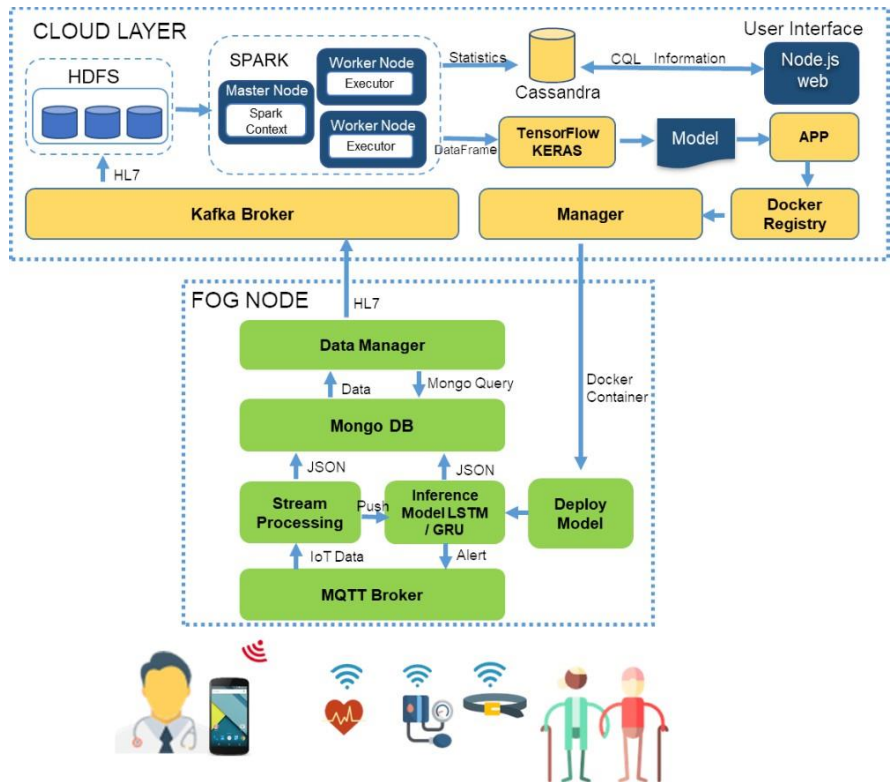 CLOUD LAYER
User Interface
HDFS
SPARK
Master Node
Spark
Context
Worker Node
Executor
Worker Node
Executor
Statistics
Cassandra
CQL Information
Node.js
web
DataFrame
TensorFlow
KERAS
Model
APP
HL7
Kafka Broker
Manager
Docker
Registry
FOG NODE
HL7
Data Manager
Data
Mongo Query
Docker
Container
Mongo DB
JSON
JSON
Stream
Processing
Push
Inference
Model LSTM
/ GRU
Deploy
Model
IoT Data
Alert
MQTT Broker